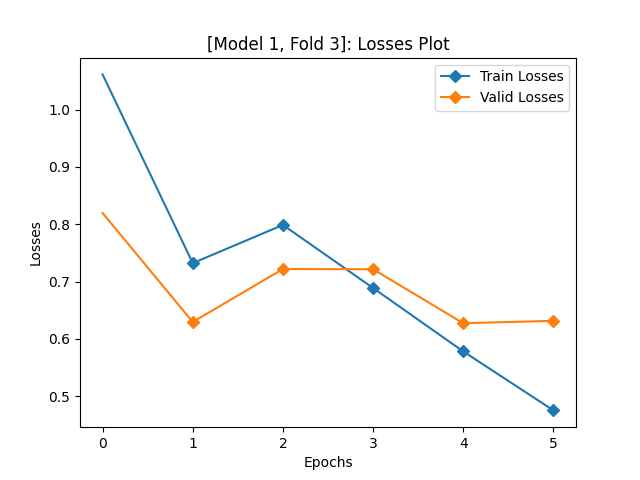 [Model 1, Fold 3]: Losses Plot
Train Losses
Valid Losses
1.0
0.9
0.8
0.7
0.6
0.5
Losses
0 1 2 3 4 5
Epochs